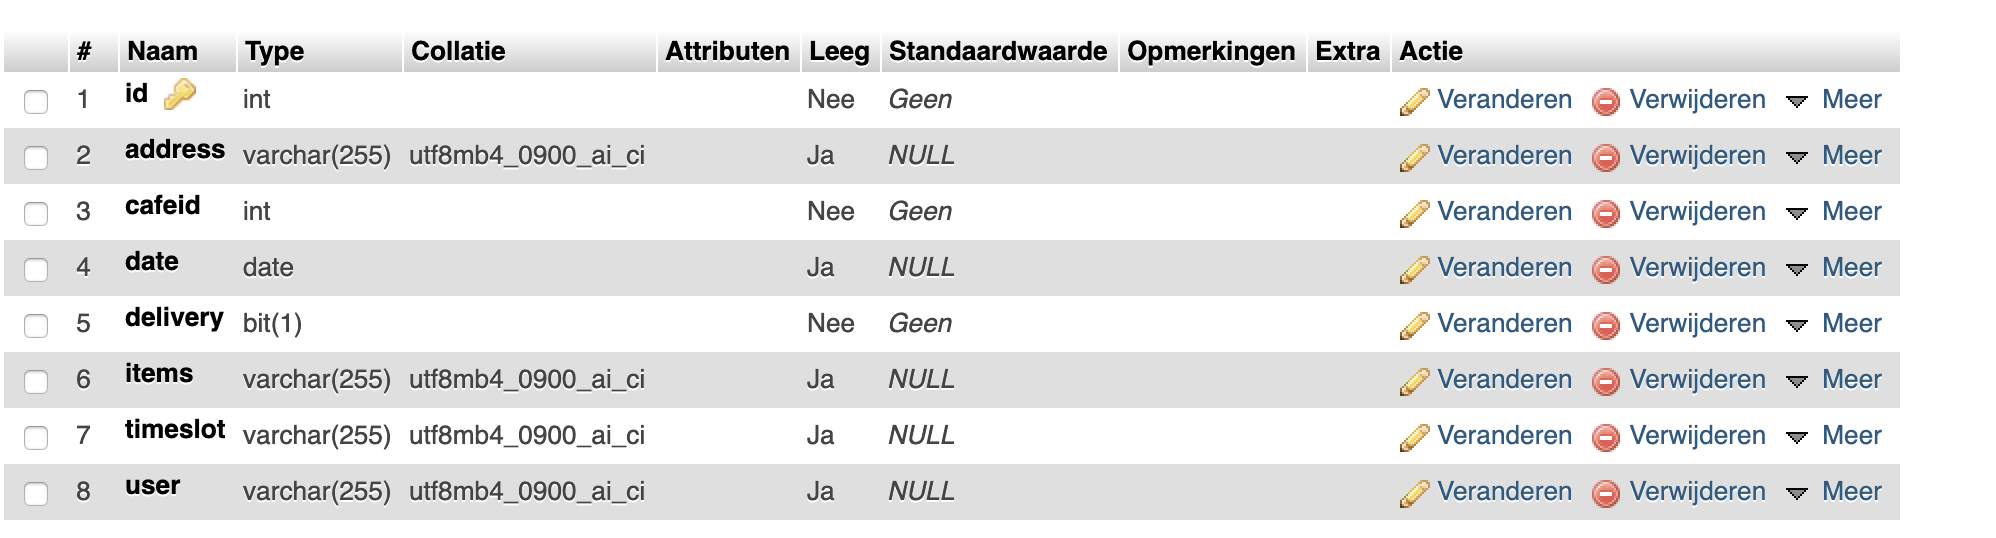 # Naam Type Collatie Attributen Leeg Standaardwaarde Opmerkingen Extra Actie
1 id int Nee Geen Veranderen Verwijderen Meer
2 address varchar(255) utf8mb4_0900_ai_ci Ja NULL Veranderen Verwijderen Meer
3 cafeid int Nee Geen Veranderen Verwijderen Meer
4 date date Ja NULL Veranderen Verwijderen Meer
5 delivery bit(1) Nee Geen Veranderen Verwijderen Meer
6 items varchar(255) utf8mb4_0900_ai_ci Ja NULL Veranderen Verwijderen Meer
7 timeslot varchar(255) utf8mb4_0900_ai_ci Ja NULL Veranderen Verwijderen Meer
8 user varchar(255) utf8mb4_0900_ai_ci Ja NULL Veranderen Verwijderen Meer